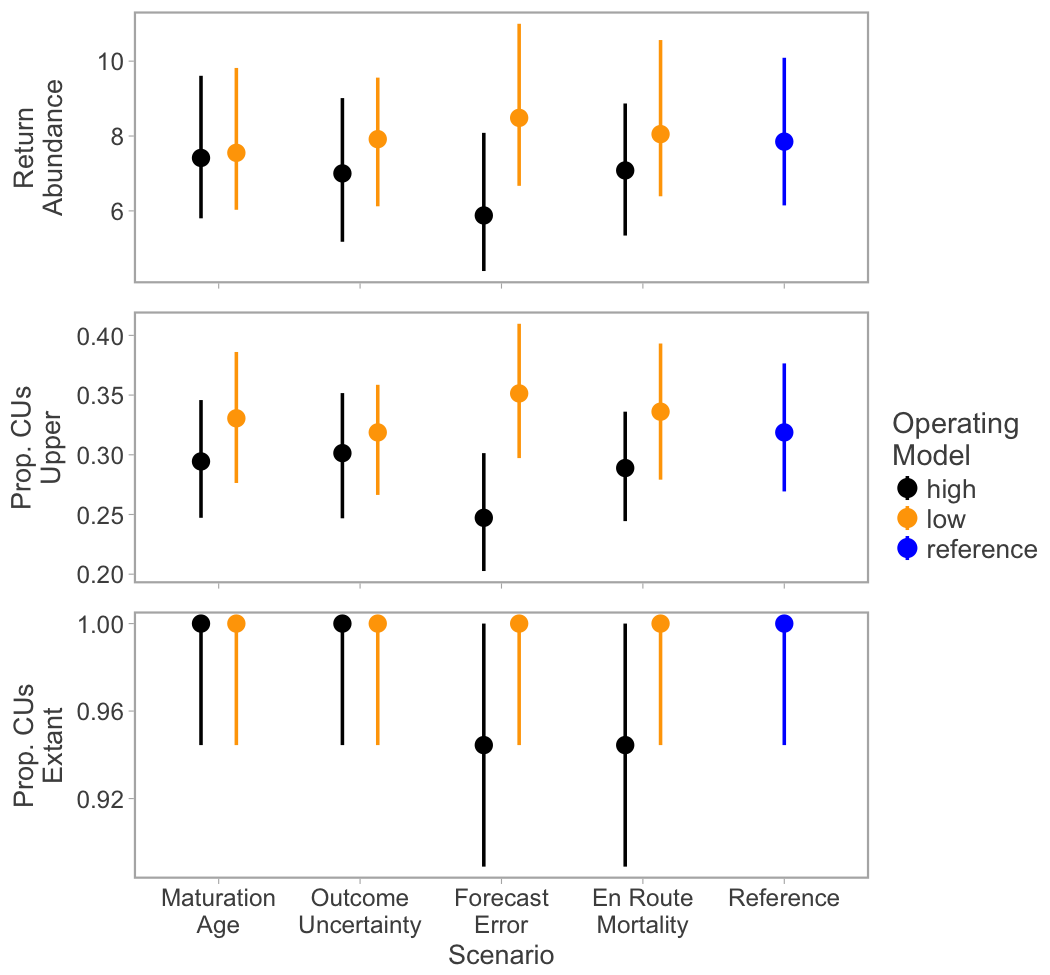 Return
Abundance
10
8
6
Prop. CUs
Upper
0.40
0.35
0.30
0.25
0.20
Prop. CUs
Extant
1.00
0.96
0.92
Maturation
Age
Outcome
Uncertainty
Forecast
Error
En Route
Mortality
Reference
Scenario
Operating
Model
high
low
reference